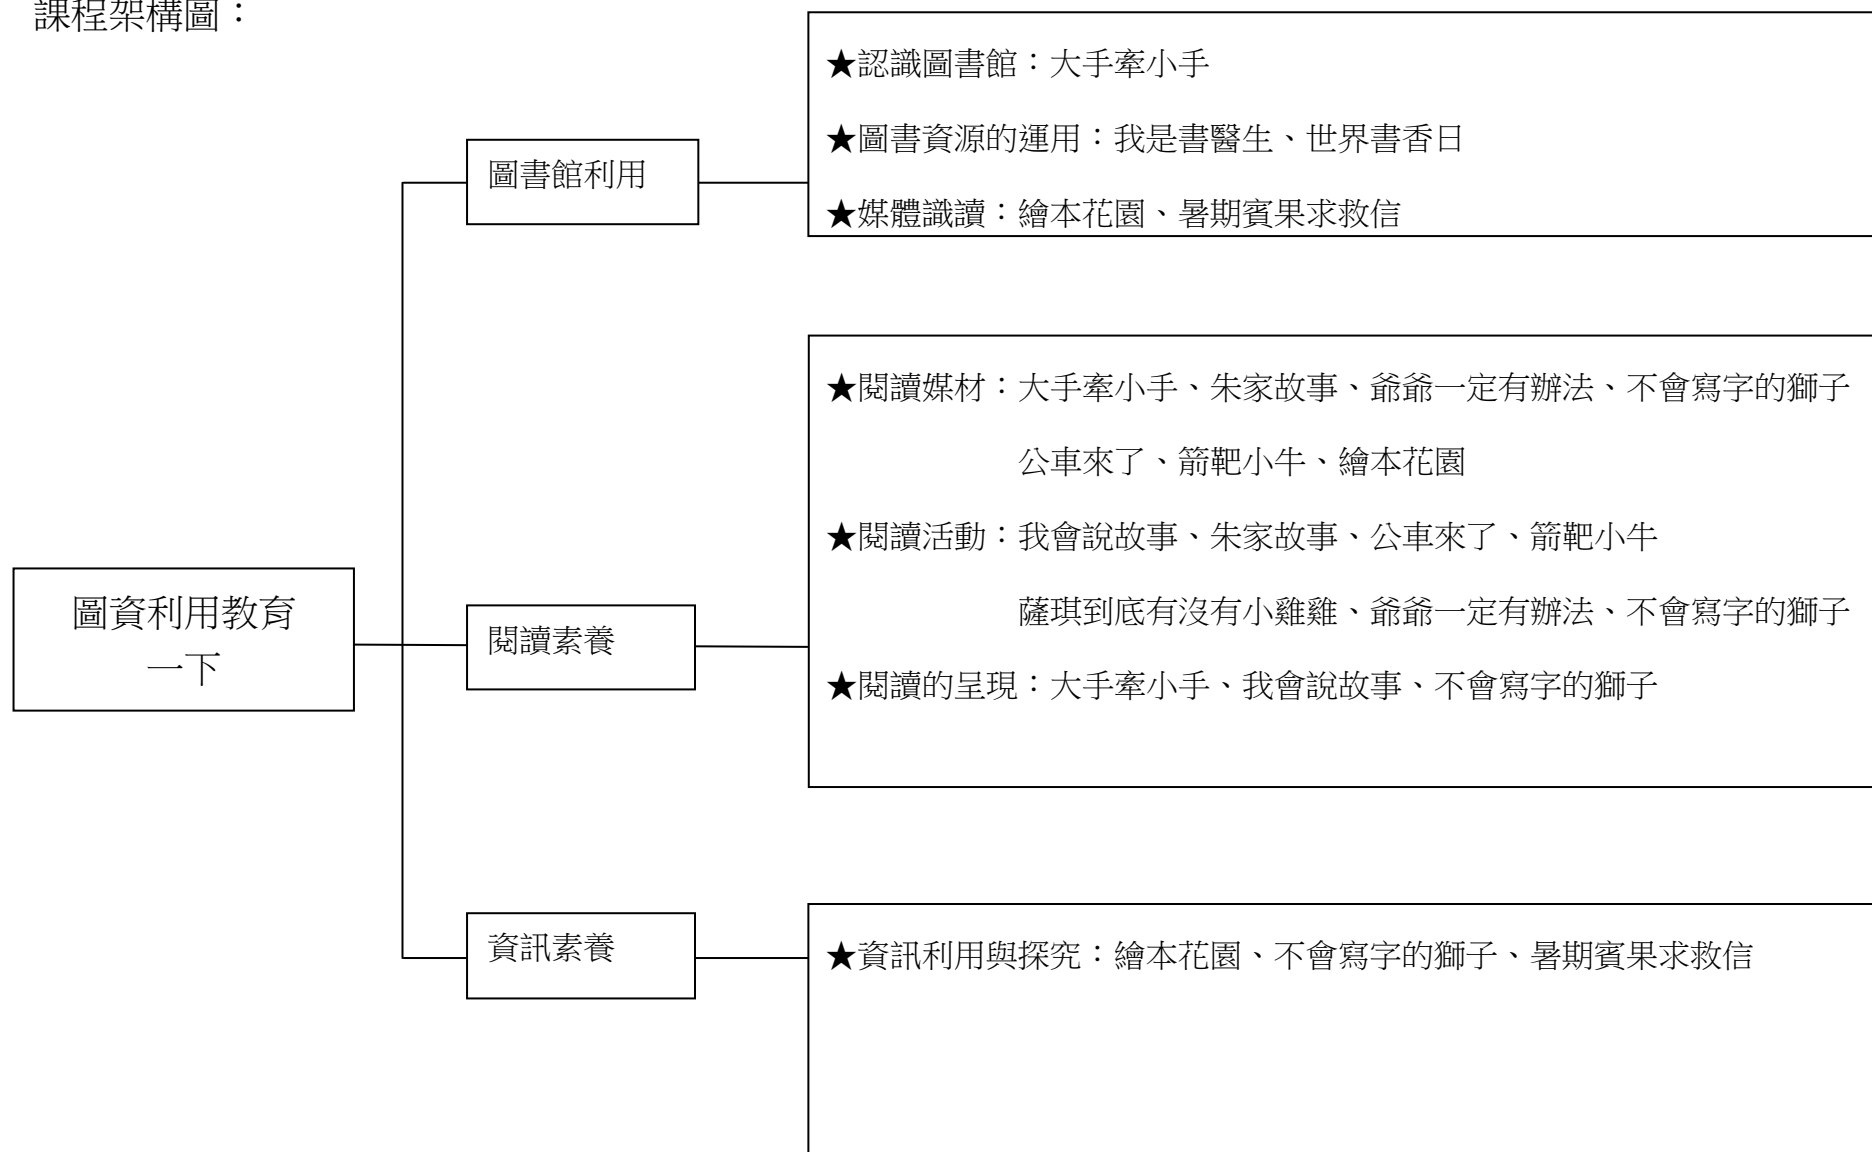 課程架構圖：
★認識圖書館：大手牽小手
★圖書資源的運用：我是書醫生、世界書香日
★媒體識讀：繪本花園、暑期賓果求救信
圖書館利用
★閱讀媒材：大手牽小手、朱家故事、爺爺一定有辦法、不會寫字的獅子
公車來了、箭靶小牛、繪本花園
★閱讀活動：我會說故事、朱家故事、公車來了、箭靶小牛
薩琪到底有沒有小雞雞、爺爺一定有辦法、不會寫字的獅子
★閱讀的呈現：大手牽小手、我會說故事、不會寫字的獅子
圖資利用教育
一下
閱讀素養
資訊素養
★資訊利用與探究：繪本花園、不會寫字的獅子、暑期賓果求救信